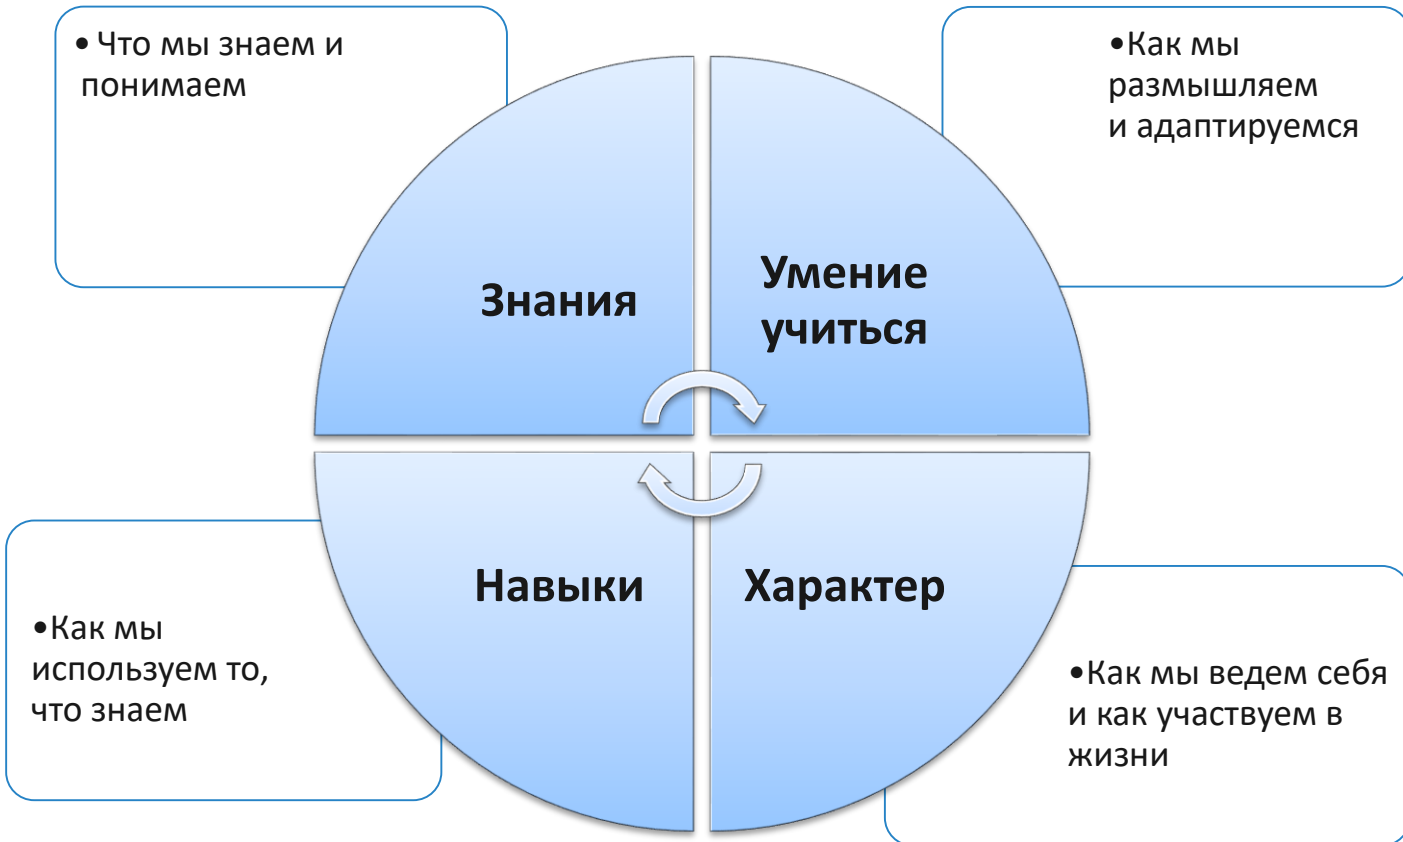 • Что мы знаем и
понимаем
•Как мы
размышляем
и адаптируемся
Знания
Умение
учиться
Навыки
Характер
•Как мы
используем то,
что знаем
•Как мы ведем себя
и как участвуем в
жизни